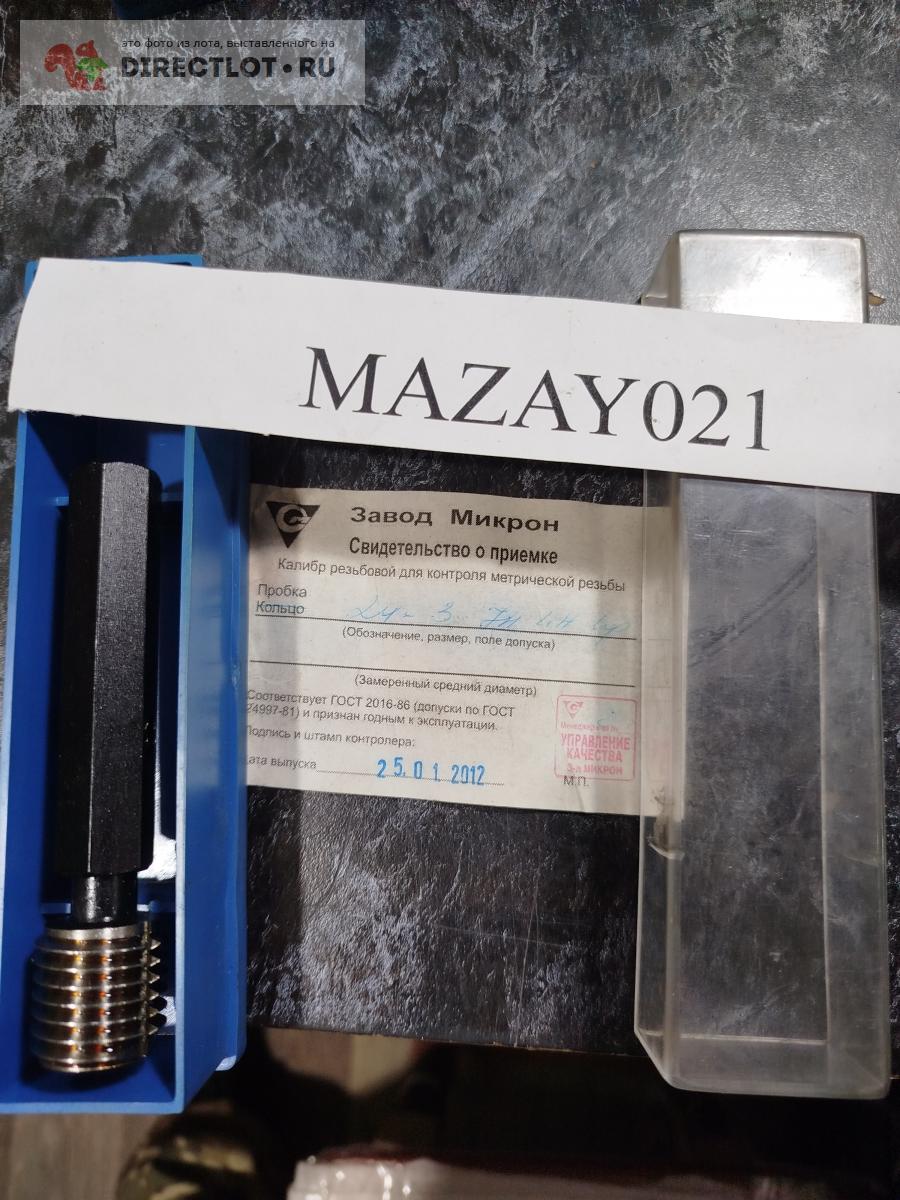 это фото из лота, выставленного на
DIRECTLOT.RU
MAZAY021
Завод Микрон
Свидетельство о приемке
Калибр резьбовой для контроля метрической резьбы
Пробка
Кольцо
(Обозначение, размер, поле допуска)
(Замеренный средний диаметр)
Соответствует ГОСТ 2016-86 (допуски по ГОСТ
24997-81) и признан годным к эксплуатации.
Подпись и штамп контролера:
УПРАВЛЕНИЕ
КАЧЕСТВА
З-д МИКРОН
Дата выпуска 25.01.2012
М.П.